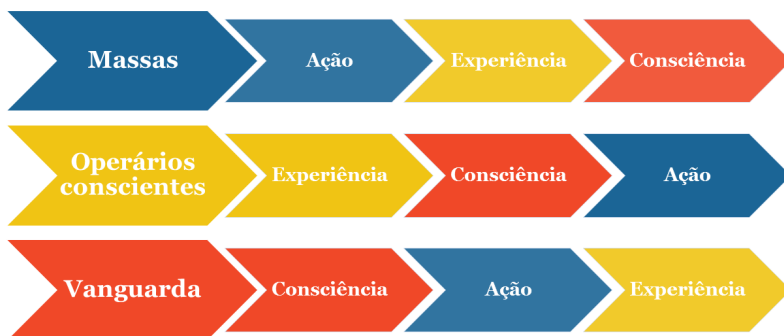 Massas Ação Experiência Consciência
Operários
conscientes Experiência Consciência Ação
Vanguarda Consciência Ação Experiência